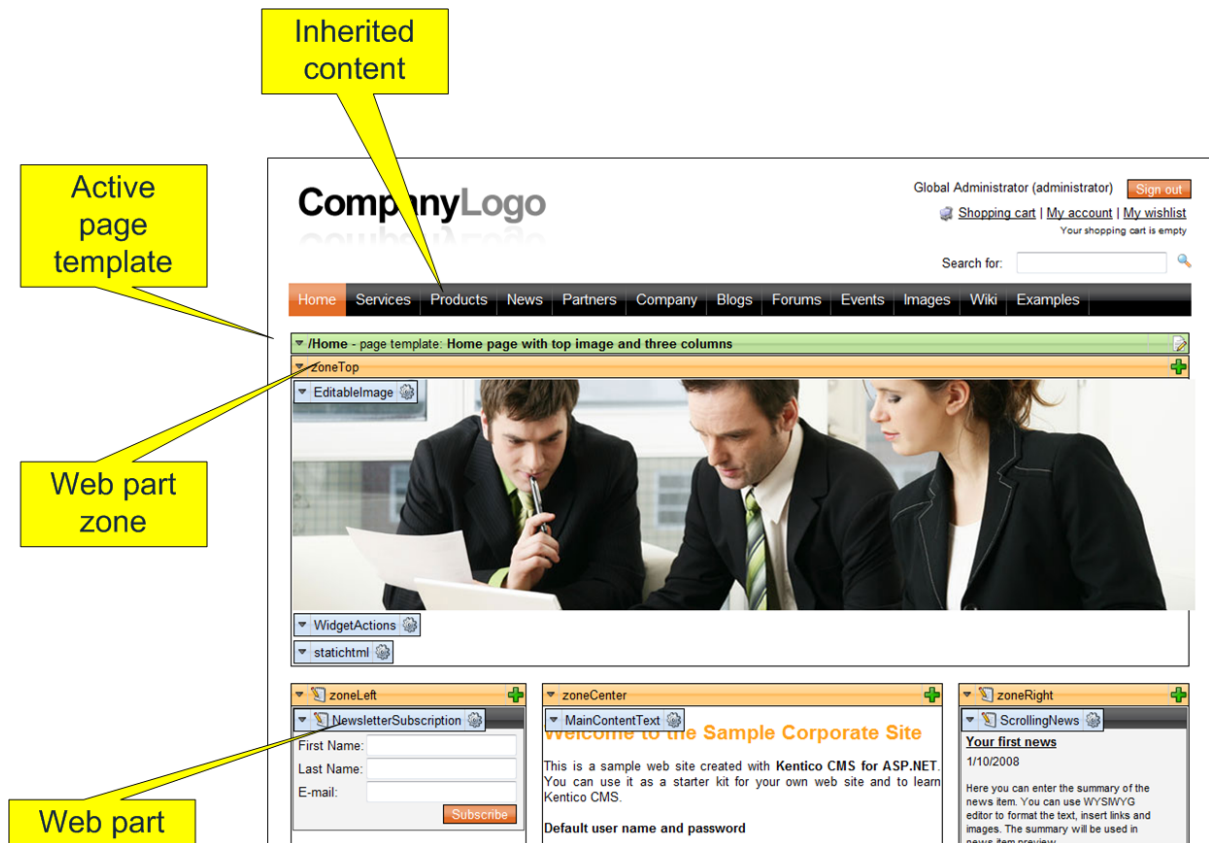 Inherited
content
Active
page
template
CompanyLogo
Global Administrator (administrator) Sign out
Shopping cart | My account | My wishlist
Your shopping cart is empty
Search for:
Home Services Products News Partners Company Blogs Forums Events Images Wiki Examples
/Home - page template: Home page with top image and three columns
zoneTop
EditableImage
Web part
zone
WidgetActions
statichtml
zoneLeft
NewsletterSubscription
First Name:
Last Name:
E-mail:
Subscribe
Web part
zoneCenter
MainContentText
Welcome to the Sample Corporate Site
This is a sample web site created with Kentico CMS for ASP.NET.
You can use it as a starter kit for your own web site and to learn
Kentico CMS.
Default user name and password
zoneRight
ScrollingNews
Your first news
1/10/2008
Here you can enter the summary of the
news item. You can use WYSIWYG
editor to format the text, insert links and
images. The summary will be used in
news item preview